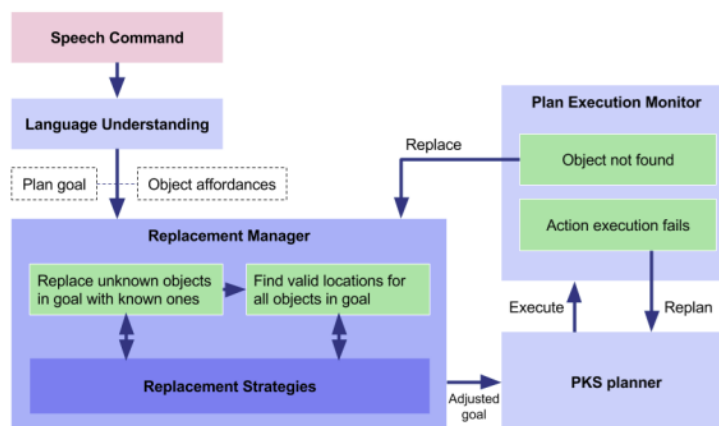 Speech Command
Language Understanding
Plan goal
Object affordances
Replacement Manager
Replace unknown objects
in goal with known ones
Find valid locations for
all objects in goal
Replacement Strategies
Adjusted
goal
Replace
Plan Execution Monitor
Object not found
Action execution fails
Execute
Replan
PKS planner